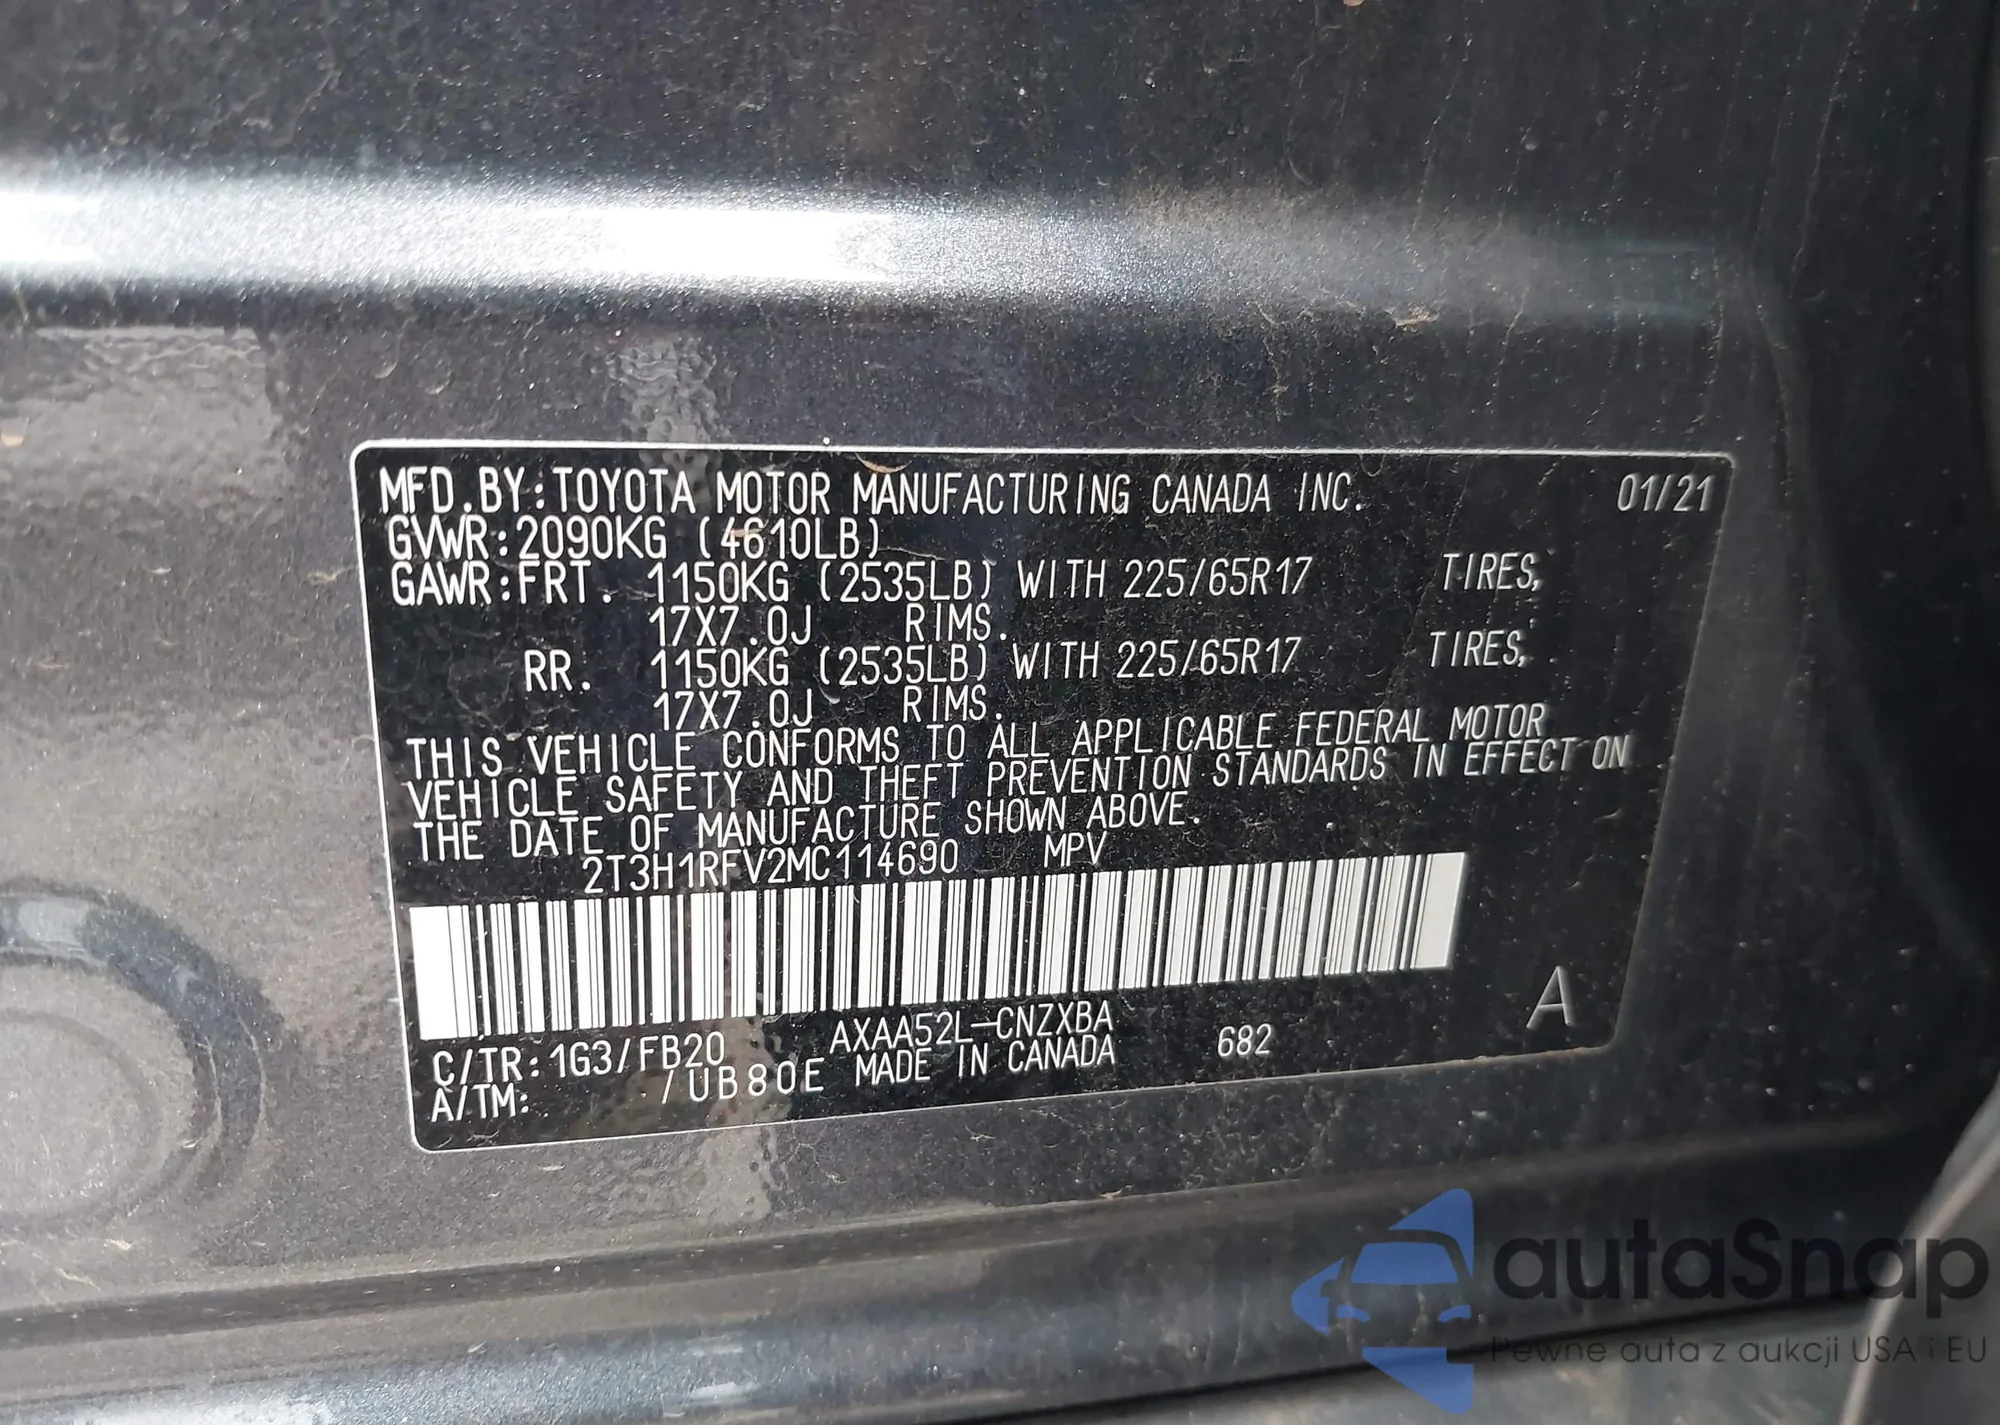 MFD.BY:TOYOTA MOTOR MANUFACTURING CANADA INC. 01/21
GVWR:2090KG (4610LB)
GAWR:FRT. 1150KG (2535LB) WITH 225/65R17 TIRES,
17X7.0J RIMS.
RR. 1150KG (2535LB) WITH 225/65R17 TIRES,
17X7.0J RIMS.
THIS VEHICLE CONFORMS TO ALL APPLICABLE FEDERAL MOTOR
VEHICLE SAFETY AND THEFT PREVENTION STANDARDS IN EFFECT ON
THE DATE OF MANUFACTURE SHOWN ABOVE.
2T3H1RFV2MC114690 MPV
C/TR:1G3/FB20 AXAA52L-CNZXBA 682 A
A/TM: /UB80E MADE IN CANADA
autaSnap
Pewne auta z aukcji USA i EU